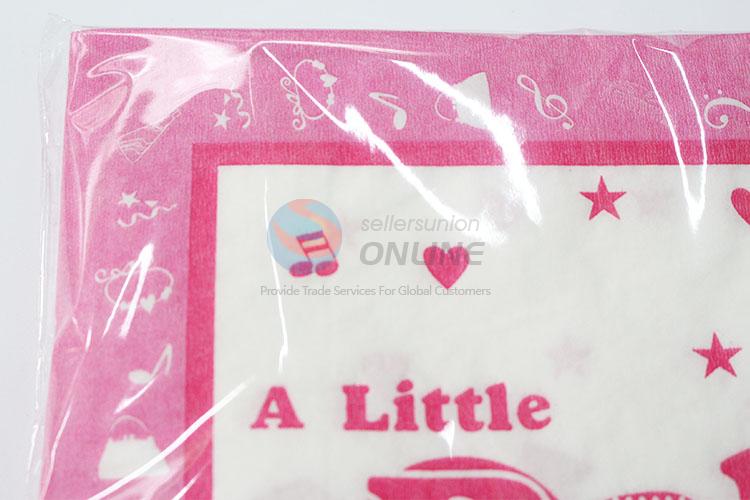 sellersunion
ONLINE
Provide Trade Services For Global Customers
A Little